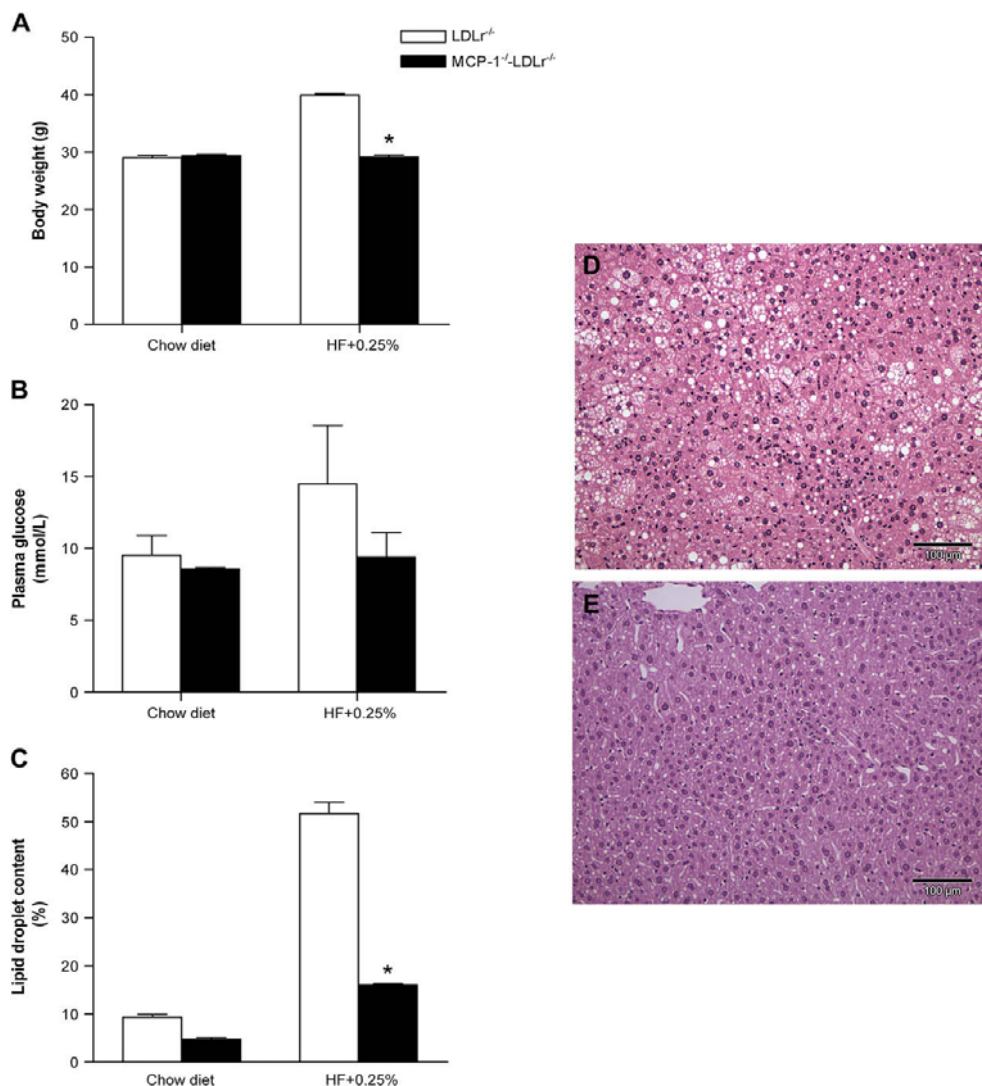 A
50
40
30
20
10
0
Body weight (g)
LDLr-/-
MCP-1-/-LDLr-/-
*
Chow diet
HF+0.25%
B
20
15
10
5
0
Plasma glucose
(mmol/L)
Chow diet
HF+0.25%
C
60
50
40
30
20
10
0
Lipid droplet content
(%)
*
Chow diet
HF+0.25%
D
100 µm
E
100 µm